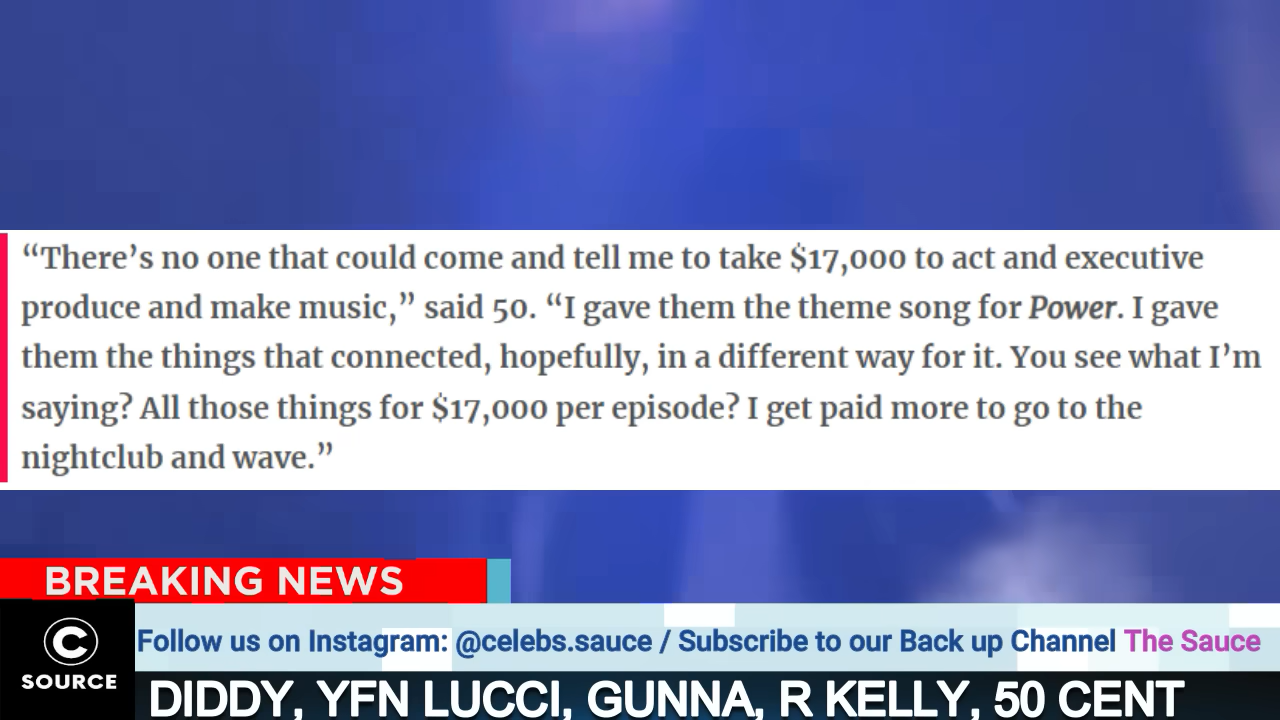 “There’s no one that could come and tell me to take $17,000 to act and executive
produce and make music,” said 50. “I gave them the theme song for Power. I gave
them the things that connected, hopefully, in a different way for it. You see what I’m
saying? All those things for $17,000 per episode? I get paid more to go to the
nightclub and wave.”
BREAKING NEWS
C
SOURCE
Follow us on Instagram: @celebs.sauce / Subscribe to our Back up Channel The Sauce
DIDDY, YFN LUCCI, GUNNA, R KELLY, 50 CENT